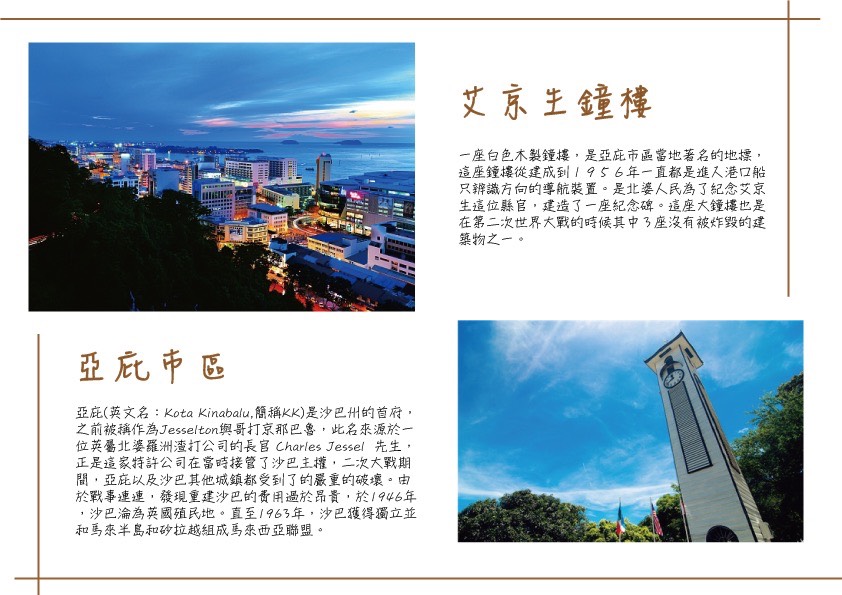 艾京生鐘樓
一座白色木製鐘樓，是亞庇市區當地著名的地標，
這座鐘樓從建成到1956年一直都是進入港口船
只辨識方向的導航裝置。是北婆人民為了紀念艾京
生這位縣官，建造了一座紀念碑。這座大鐘樓也是
在第二次世界大戰的時候其中3座沒有被炸毀的建
築物之一。
亞庇市區
亞庇(英文名：Kota Kinabalu,簡稱KK)是沙巴州的首府，
之前被稱作為Jesselton與哥打京那巴魯，此名來源於一
位英屬北婆羅洲渣打公司的長官 Charles Jessel 先生，
正是這家特許公司在當時接管了沙巴主權，二次大戰期
間，亞庇以及沙巴其他城鎮都受到了的嚴重的破壞。由
於戰事連連，發現重建沙巴的費用過於昂貴，於1946年
，沙巴淪為英國殖民地。直至1963年，沙巴獲得獨立並
和馬來半島和砂拉越組成馬來西亞聯盟。